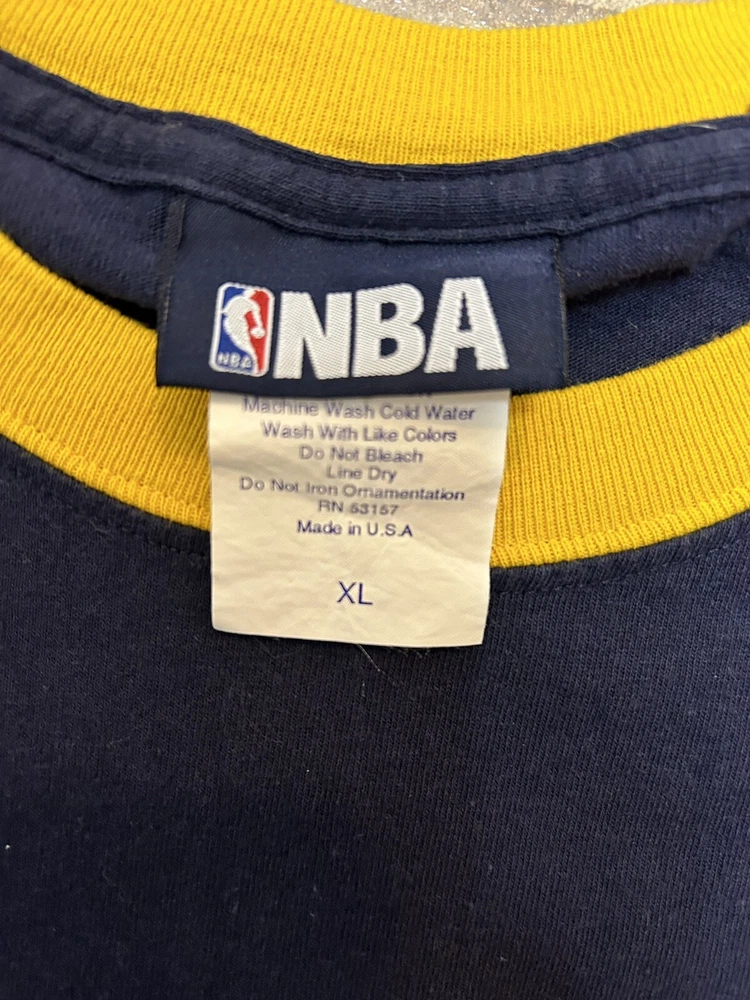 NBA
NBA
Machine Wash Cold Water
Wash With Like Colors
Do Not Bleach
Line Dry
Do Not Iron Ornamentation
RN 53157
Made in U.S.A
XL